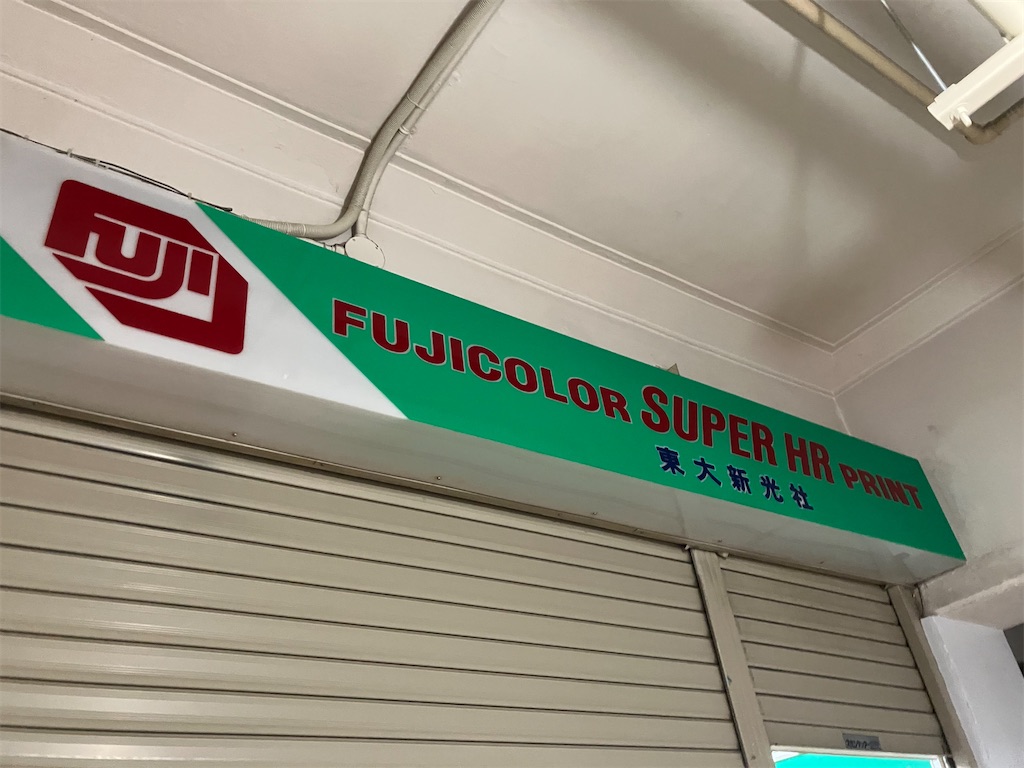 FUJI
FUJICOLOR SUPER HR PRINT
東大新光社